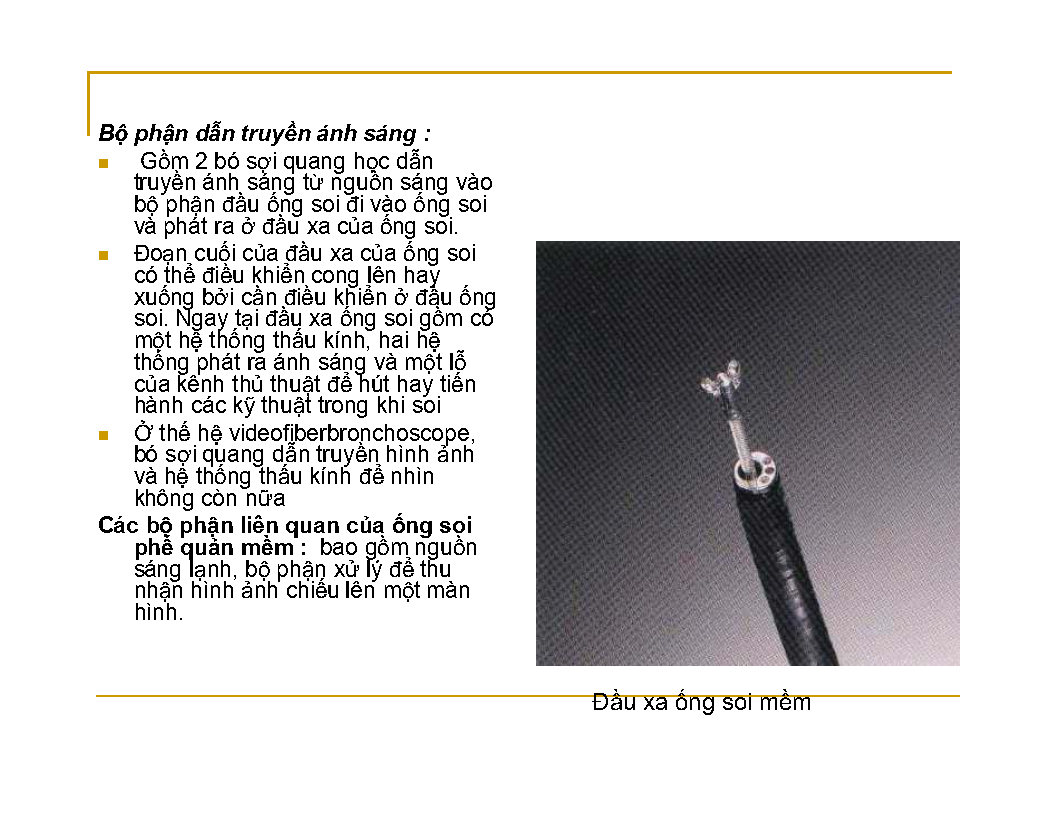 Bộ phận dẫn truyền ánh sáng :
Gồm 2 bó sợi quang học dẫn
truyền ánh sáng từ nguồn sáng vào
bộ phận đầu ống soi đi vào ống soi
và phát ra ở đầu xa của ống soi.
Đoạn cuối của đầu xa của ống soi
có thể điều khiển cong lên hay
xuống bởi cần điều khiển ở đầu ống
soi. Ngay tại đầu xa ống soi gồm có
một hệ thống thấu kính, hai hệ
thống phát ra ánh sáng và một lỗ
của kênh thủ thuật để hút hay tiến
hành các kỹ thuật trong khi soi
Ở thế hệ videofiberbronchoscope,
bó sợi quang dẫn truyền hình ảnh
và hệ thống thấu kính để nhìn
không còn nữa
Các bộ phận liên quan của ống soi
phế quản mềm : bao gồm nguồn
sáng lạnh, bộ phận xử lý để thu
nhận hình ảnh chiếu lên một màn
hình.
Đầu xa ống soi mềm